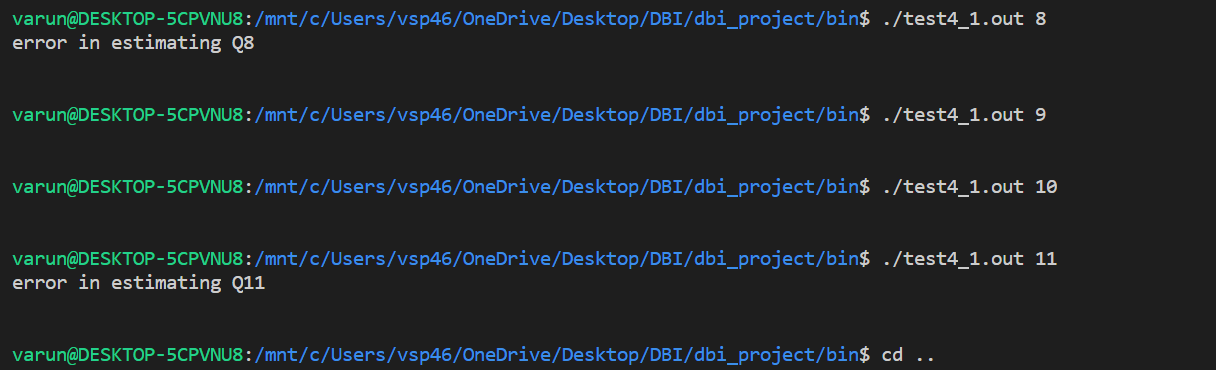 varun@DESKTOP-5CPVNU8:/mnt/c/Users/vsp46/OneDrive/Desktop/DBI/dbi_project/bin$ ./test4_1.out 8
error in estimating Q8
varun@DESKTOP-5CPVNU8:/mnt/c/Users/vsp46/OneDrive/Desktop/DBI/dbi_project/bin$ ./test4_1.out 9
varun@DESKTOP-5CPVNU8:/mnt/c/Users/vsp46/OneDrive/Desktop/DBI/dbi_project/bin$ ./test4_1.out 10
varun@DESKTOP-5CPVNU8:/mnt/c/Users/vsp46/OneDrive/Desktop/DBI/dbi_project/bin$ ./test4_1.out 11
error in estimating Q11
varun@DESKTOP-5CPVNU8:/mnt/c/Users/vsp46/OneDrive/Desktop/DBI/dbi_project/bin$ cd ..